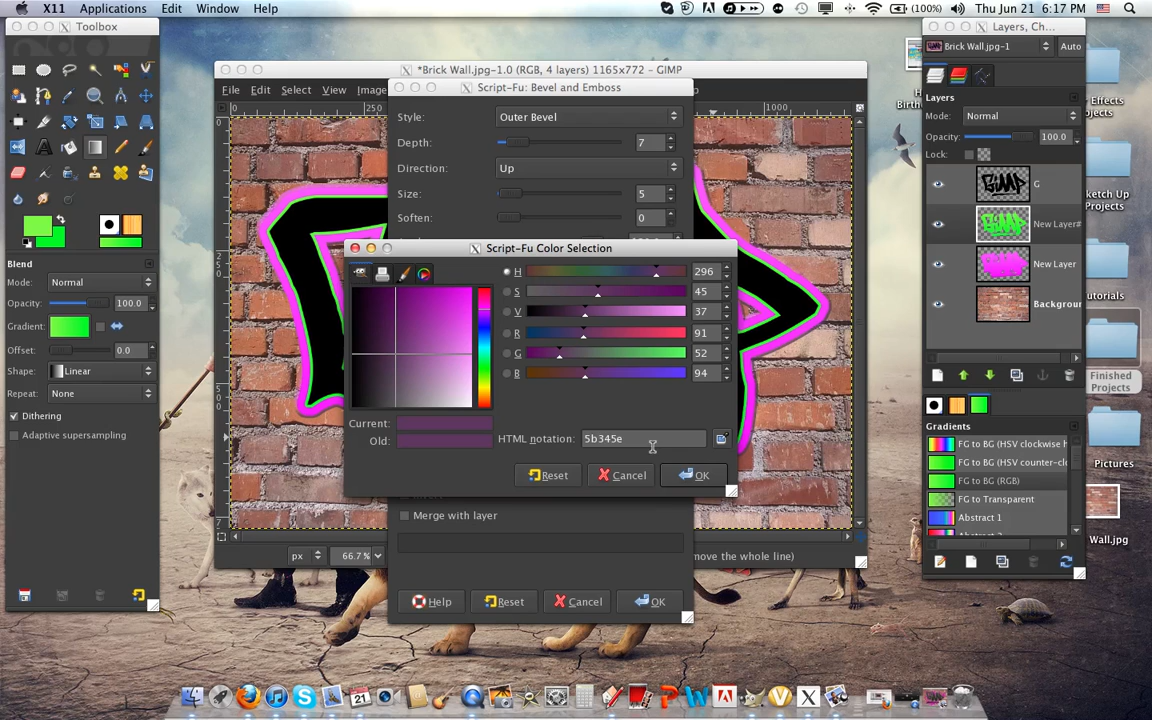 X11 Applications Edit Window Help
(100%) Thu Jun 21 6:17 PM
Toolbox
*Brick Wall.jpg-1.0 (RGB, 4 layers) 1165x772 – GIMP
File Edit Select View Image
0 250 1000
Script-Fu: Bevel and Emboss
Style: Outer Bevel
Depth: 7
Direction: Up
Size: 5
Soften: 0
Script-Fu Color Selection
H 296
S 45
V 37
R 91
G 52
B 94
Current:
Old:
HTML notation: 5b345e
Reset Cancel OK
Merge with layer
px 66.7% move the whole line)
Help Reset Cancel OK
Blend
Mode: Normal
Opacity: 100.0
Gradient:
Offset: 0.0
Shape: Linear
Repeat: None
Dithering
Adaptive supersampling
Layers, Ch...
Brick Wall.jpg-1 Auto
Layers
Mode: Normal
Opacity: 100.0
Lock:
G
New Layer#
New Layer
Backgroun
Gradients
FG to BG (HSV clockwise h
FG to BG (HSV counter-clo
FG to BG (RGB)
FG to Transparent
Abstract 1
Effects
ojects
ketch Up
Projects
utorials
Finished
Projects
Pictures
Wall.jpg